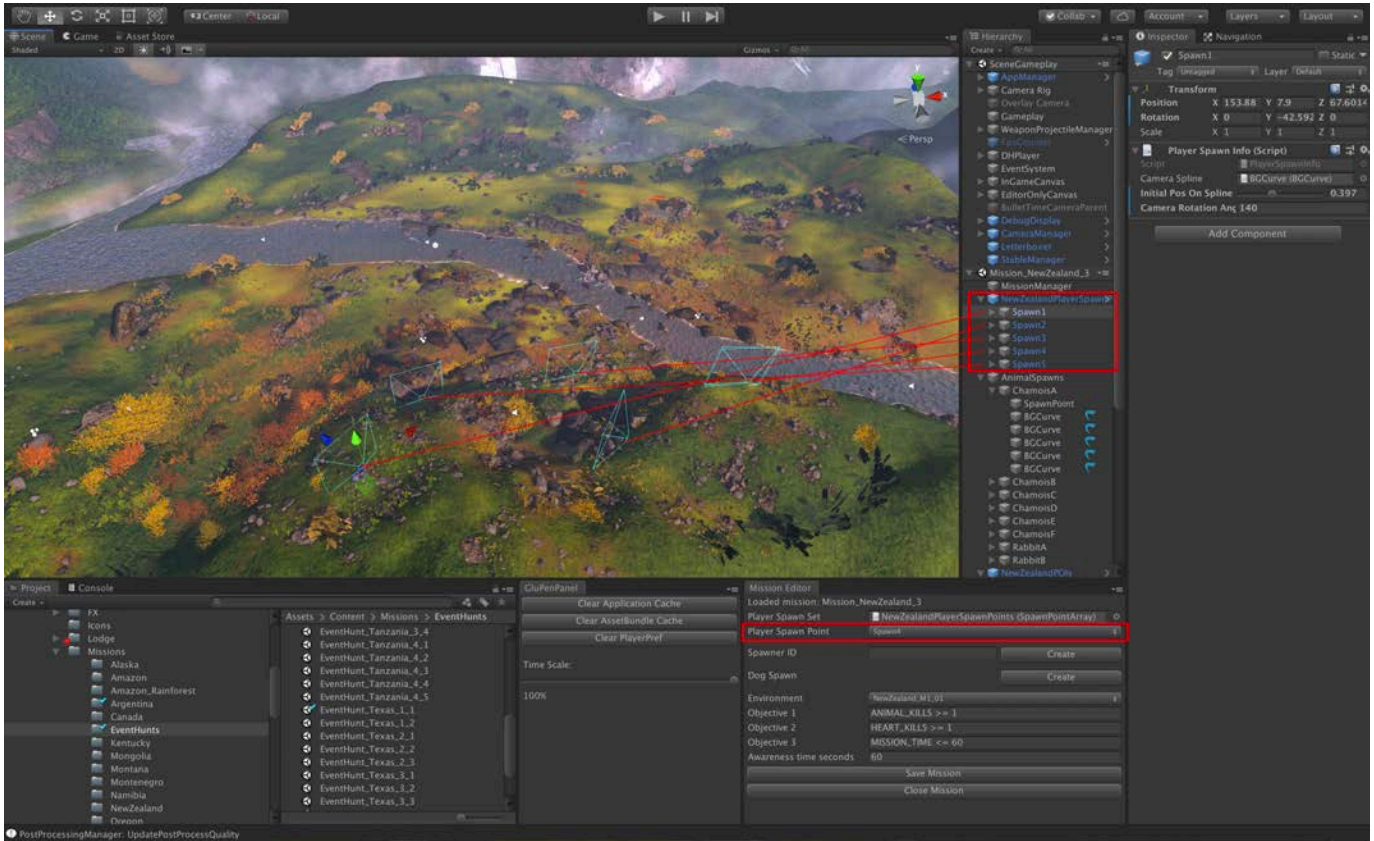 Center Local
Collab Account Layers Layout
Scene Game Asset Store
Shaded 2D Gizmos
Persp
Hierarchy
Create
SceneGameplay
AppManager
Camera Rig
Overlay Camera
Gameplay
WeaponProjectileManager
DHPlayer
EventSystem
InGameCanvas
EditorOnlyCanvas
BulletTimeCameraParent
DebugDisplay
CameraManager
Letterboxer
StableManager
Mission_NewZealand_3
MissionManager
NewZealandPlayerSpawn
Spawn1
Spawn2
Spawn3
Spawn4
Spawn5
AnimalSpawns
ChamoisA
SpawnPoint
BGCurve
BGCurve
BGCurve
BGCurve
BGCurve
ChamoisB
ChamoisC
ChamoisD
ChamoisE
ChamoisF
RabbitA
RabbitB
NewZealandPOIs
Inspector Navigation
Spawn1 Static
Tag Untagged Layer Default
Transform
Position X 153.88 Y 7.9 Z 67.6014
Rotation X 0 Y -42.592 Z 0
Scale X 1 Y 1 Z 1
Player Spawn Info (Script)
Script PlayerSpawnInfo
Camera Spline BGCurve (BGCurve)
Initial Pos On Spline 0.397
Camera Rotation Ang 140
Add Component
Project Console
Create
FX
Icons
Lodge
Missions
Alaska
Amazon
Amazon_Rainforest
Argentina
Canada
EventHunts
Kentucky
Mongolia
Montana
Montenegro
Namibia
NewZealand
Oregon
Assets > Content > Missions > EventHunts
EventHunt_Tanzania_3_4
EventHunt_Tanzania_4_1
EventHunt_Tanzania_4_2
EventHunt_Tanzania_4_3
EventHunt_Tanzania_4_4
EventHunt_Tanzania_4_5
EventHunt_Texas_1_1
EventHunt_Texas_1_2
EventHunt_Texas_2_1
EventHunt_Texas_2_2
EventHunt_Texas_2_3
EventHunt_Texas_3_1
EventHunt_Texas_3_2
EventHunt_Texas_3_3
GluPenPanel
Clear Application Cache
Clear AssetBundle Cache
Clear PlayerPref
Time Scale:
100%
Mission Editor
Loaded mission: Mission_NewZealand_3
Player Spawn Set NewZealandPlayerSpawnPoints (SpawnPointArray)
Player Spawn Point Spawn4
Spawner ID Create
Dog Spawn Create
Environment NewZealand_M1_01
Objective 1 ANIMAL_KILLS >= 1
Objective 2 HEART_KILLS >= 1
Objective 3 MISSION_TIME <= 60
Awareness time seconds 60
Save Mission
Close Mission
PostProcessingManager: UpdatePostProcessQuality